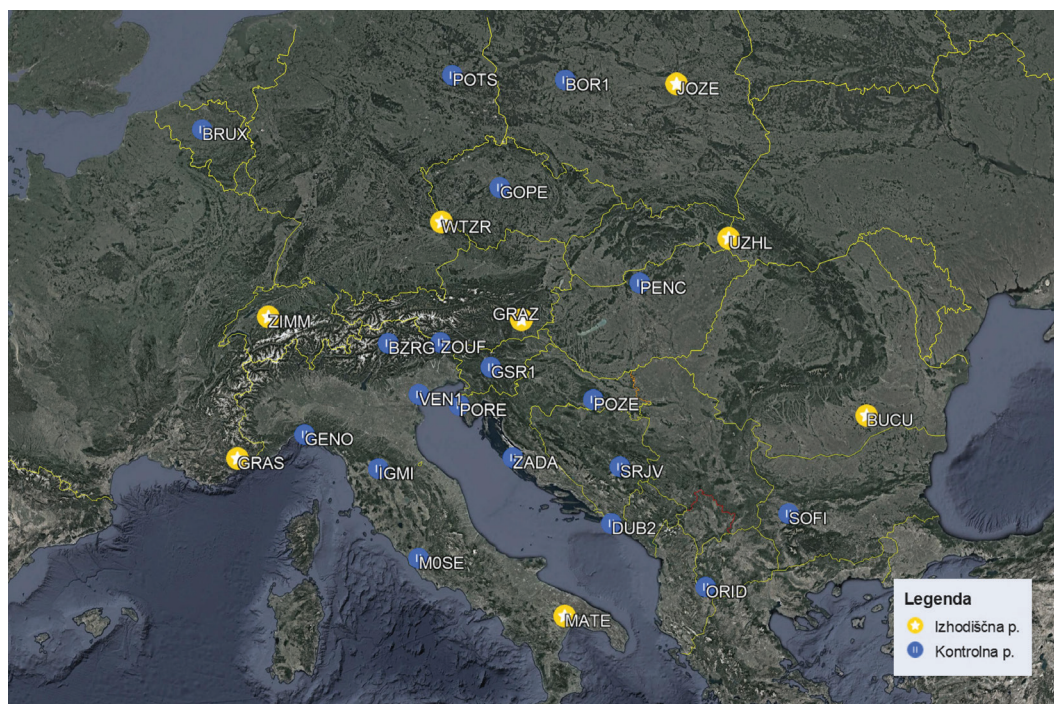 POTS
BOR1
JOZE
BRUX
GOPE
WTZR
UZHL
PENC
ZIMM
GRAZ
BZRG
ZOUF
GSR1
VEN1
PORE
POZE
BUCU
GENO
GRAS
IGMI
ZADA
SRJV
SOFI
DUB2
M0SE
ORID
MATE
Legenda
Izhodiščna p.
Kontrolna p.